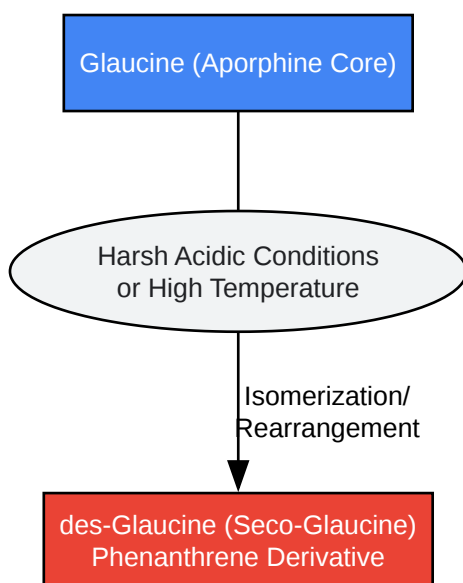 Glaucine (Aporphine Core)
Harsh Acidic Conditions
or High Temperature
Isomerization/
Rearrangement
des-Glaucine (Seco-Glaucine)
Phenanthrene Derivative